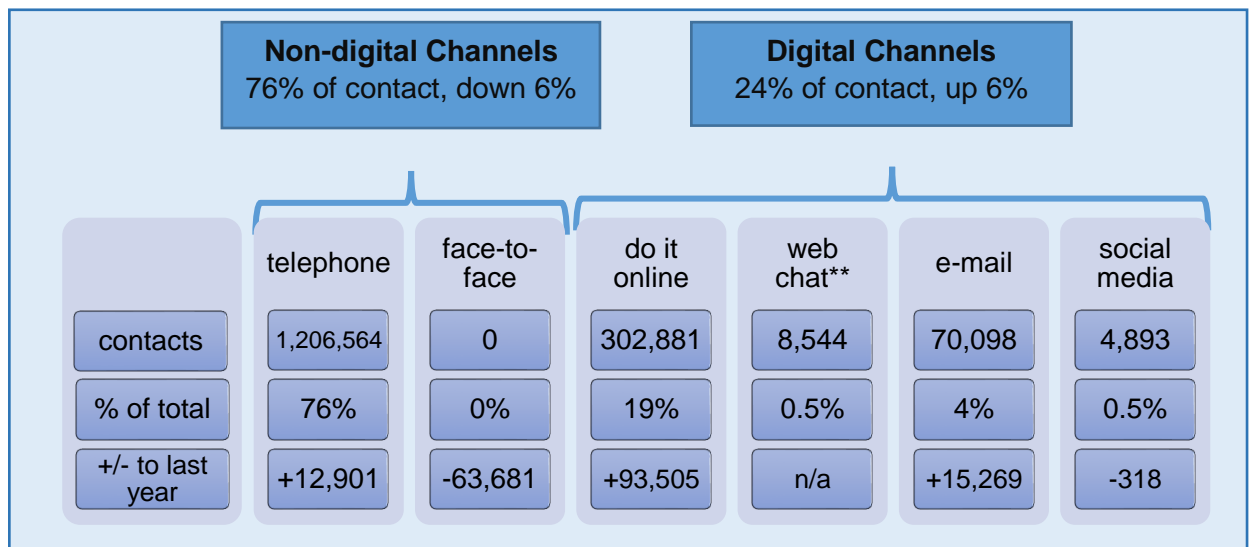 Non-digital Channels
76% of contact, down 6%
Digital Channels
24% of contact, up 6%
telephone
face-to-
face
do it
online
web
chat**
e-mail
social
media
contacts
1,206,564
0
302,881
8,544
70,098
4,893
% of total
76%
0%
19%
0.5%
4%
0.5%
+/- to last
year
+12,901
-63,681
+93,505
n/a
+15,269
-318